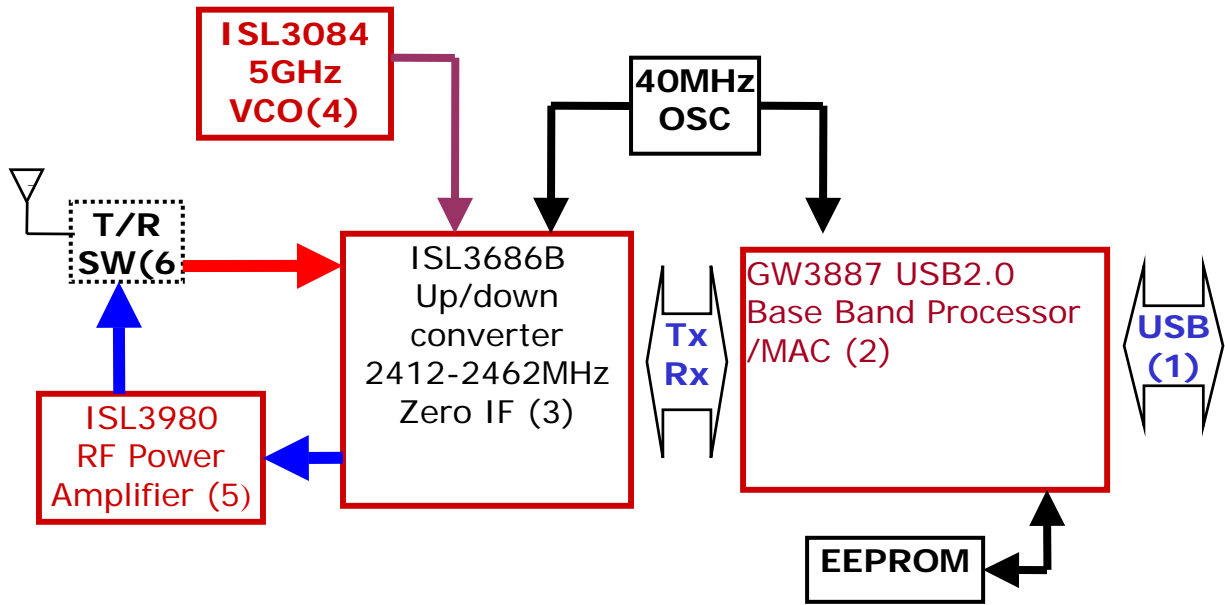 ISL3084
5GHz
VCO(4)
40MHz
OSC
T/R
SW(6
ISL3686B
Up/down
converter
2412-2462MHz
Zero IF (3)
Tx
Rx
GW3887 USB2.0
Base Band Processor
/MAC (2)
USB
(1)
ISL3980
RF Power
Amplifier (5)
EEPROM